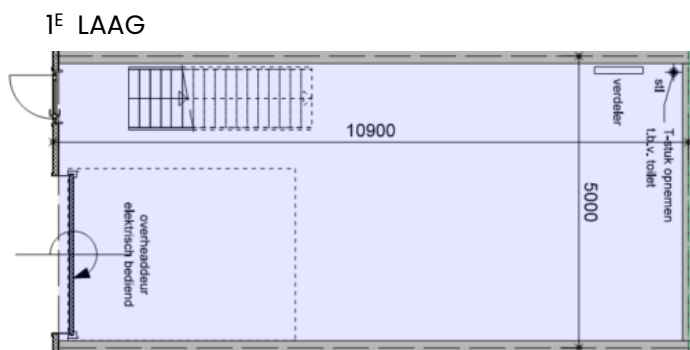 1E LAAG
10900
5000
verdeler
stl
T-stuk opnemen
t.b.v. toilet
overheaddeur
elektrisch bediend